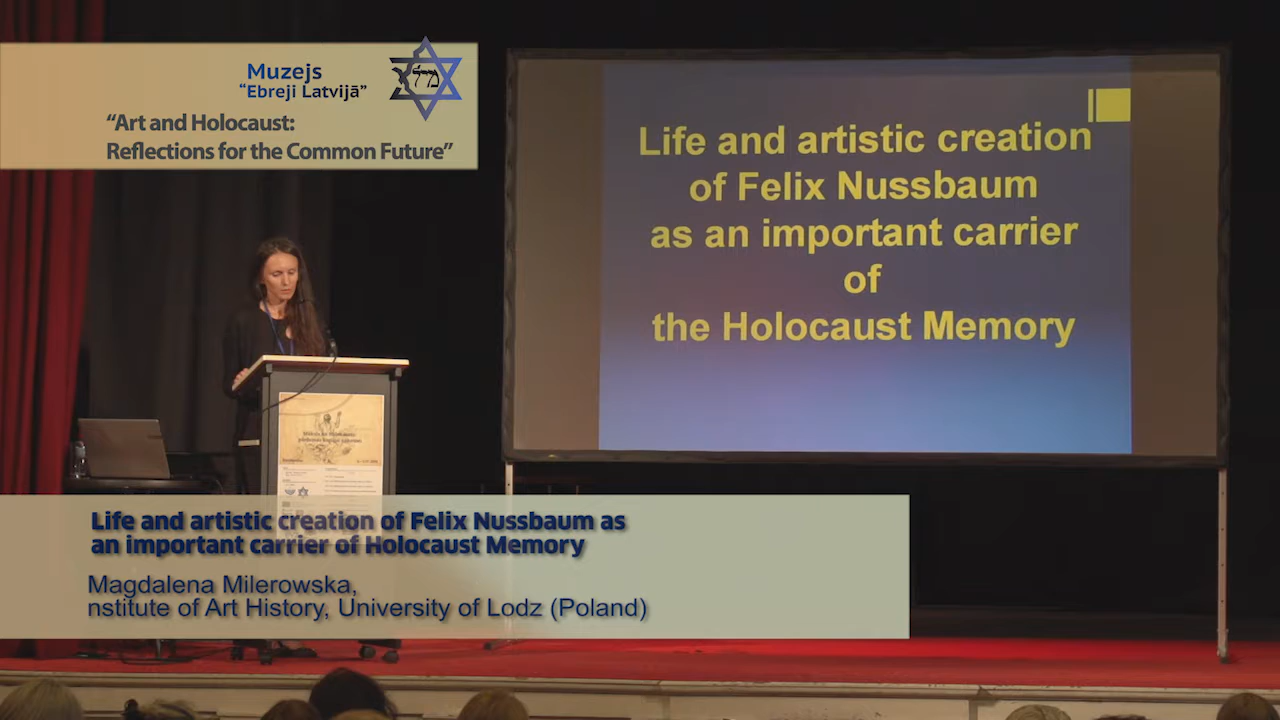 Muzejs
“Ebreji Latvijā”
“Art and Holocaust:
Reflections for the Common Future”
Life and artistic creation
of Felix Nussbaum
as an important carrier
of
the Holocaust Memory
Life and artistic creation of Felix Nussbaum as
an important carrier of Holocaust Memory
Magdalena Milerowska,
nstitute of Art History, University of Lodz (Poland)